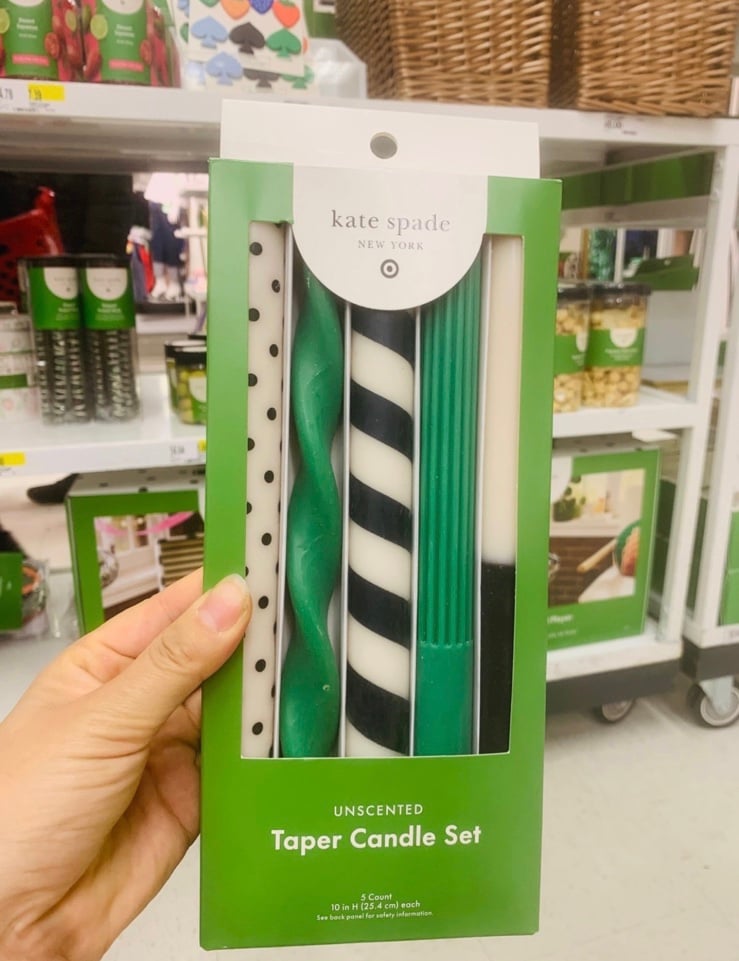 kate spade
NEW YORK
UNSCENTED
Taper Candle Set
5 Count
10 in H (25.4 cm) each
See back panel for safety information.